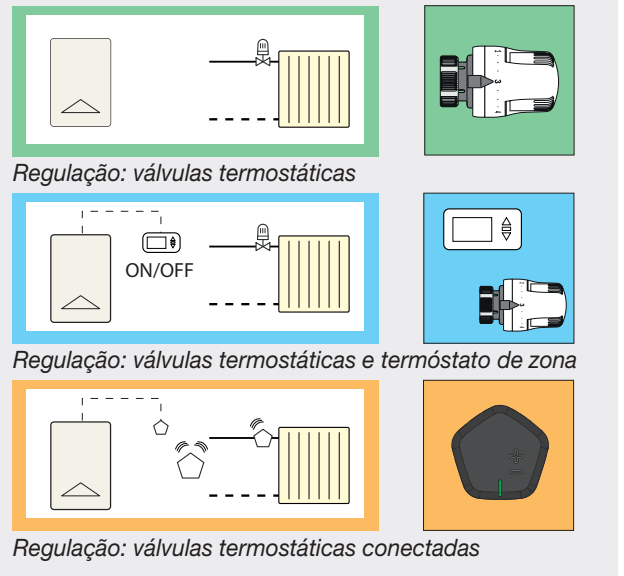 Regulação: válvulas termostáticas
ON/OFF
Regulação: válvulas termostáticas e termóstato de zona
Regulação: válvulas termostáticas conectadas